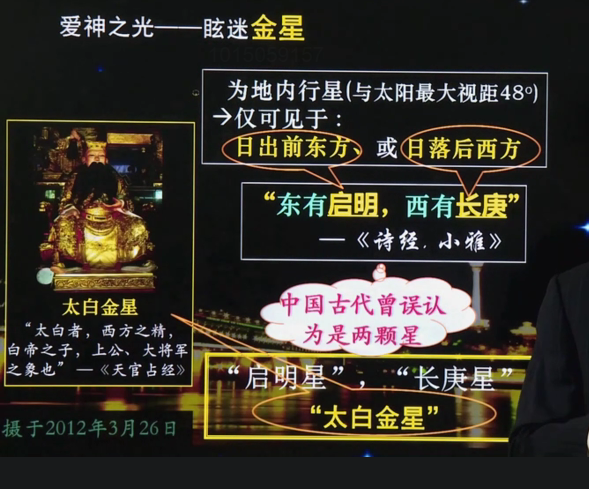 爱神之光——眩迷金星
为地内行星(与太阳最大视距48º)
→仅可见于:
日出前东方、或日落后西方
“东有启明，西有长庚”
—《诗经.小雅》
太白金星
“太白者，西方之精，
白帝之子，上公、大将军
之象也” —《天官占经》
中国古代曾误认
为是两颗星
“启明星”，“长庚星”
“太白金星”
摄于2012年3月26日